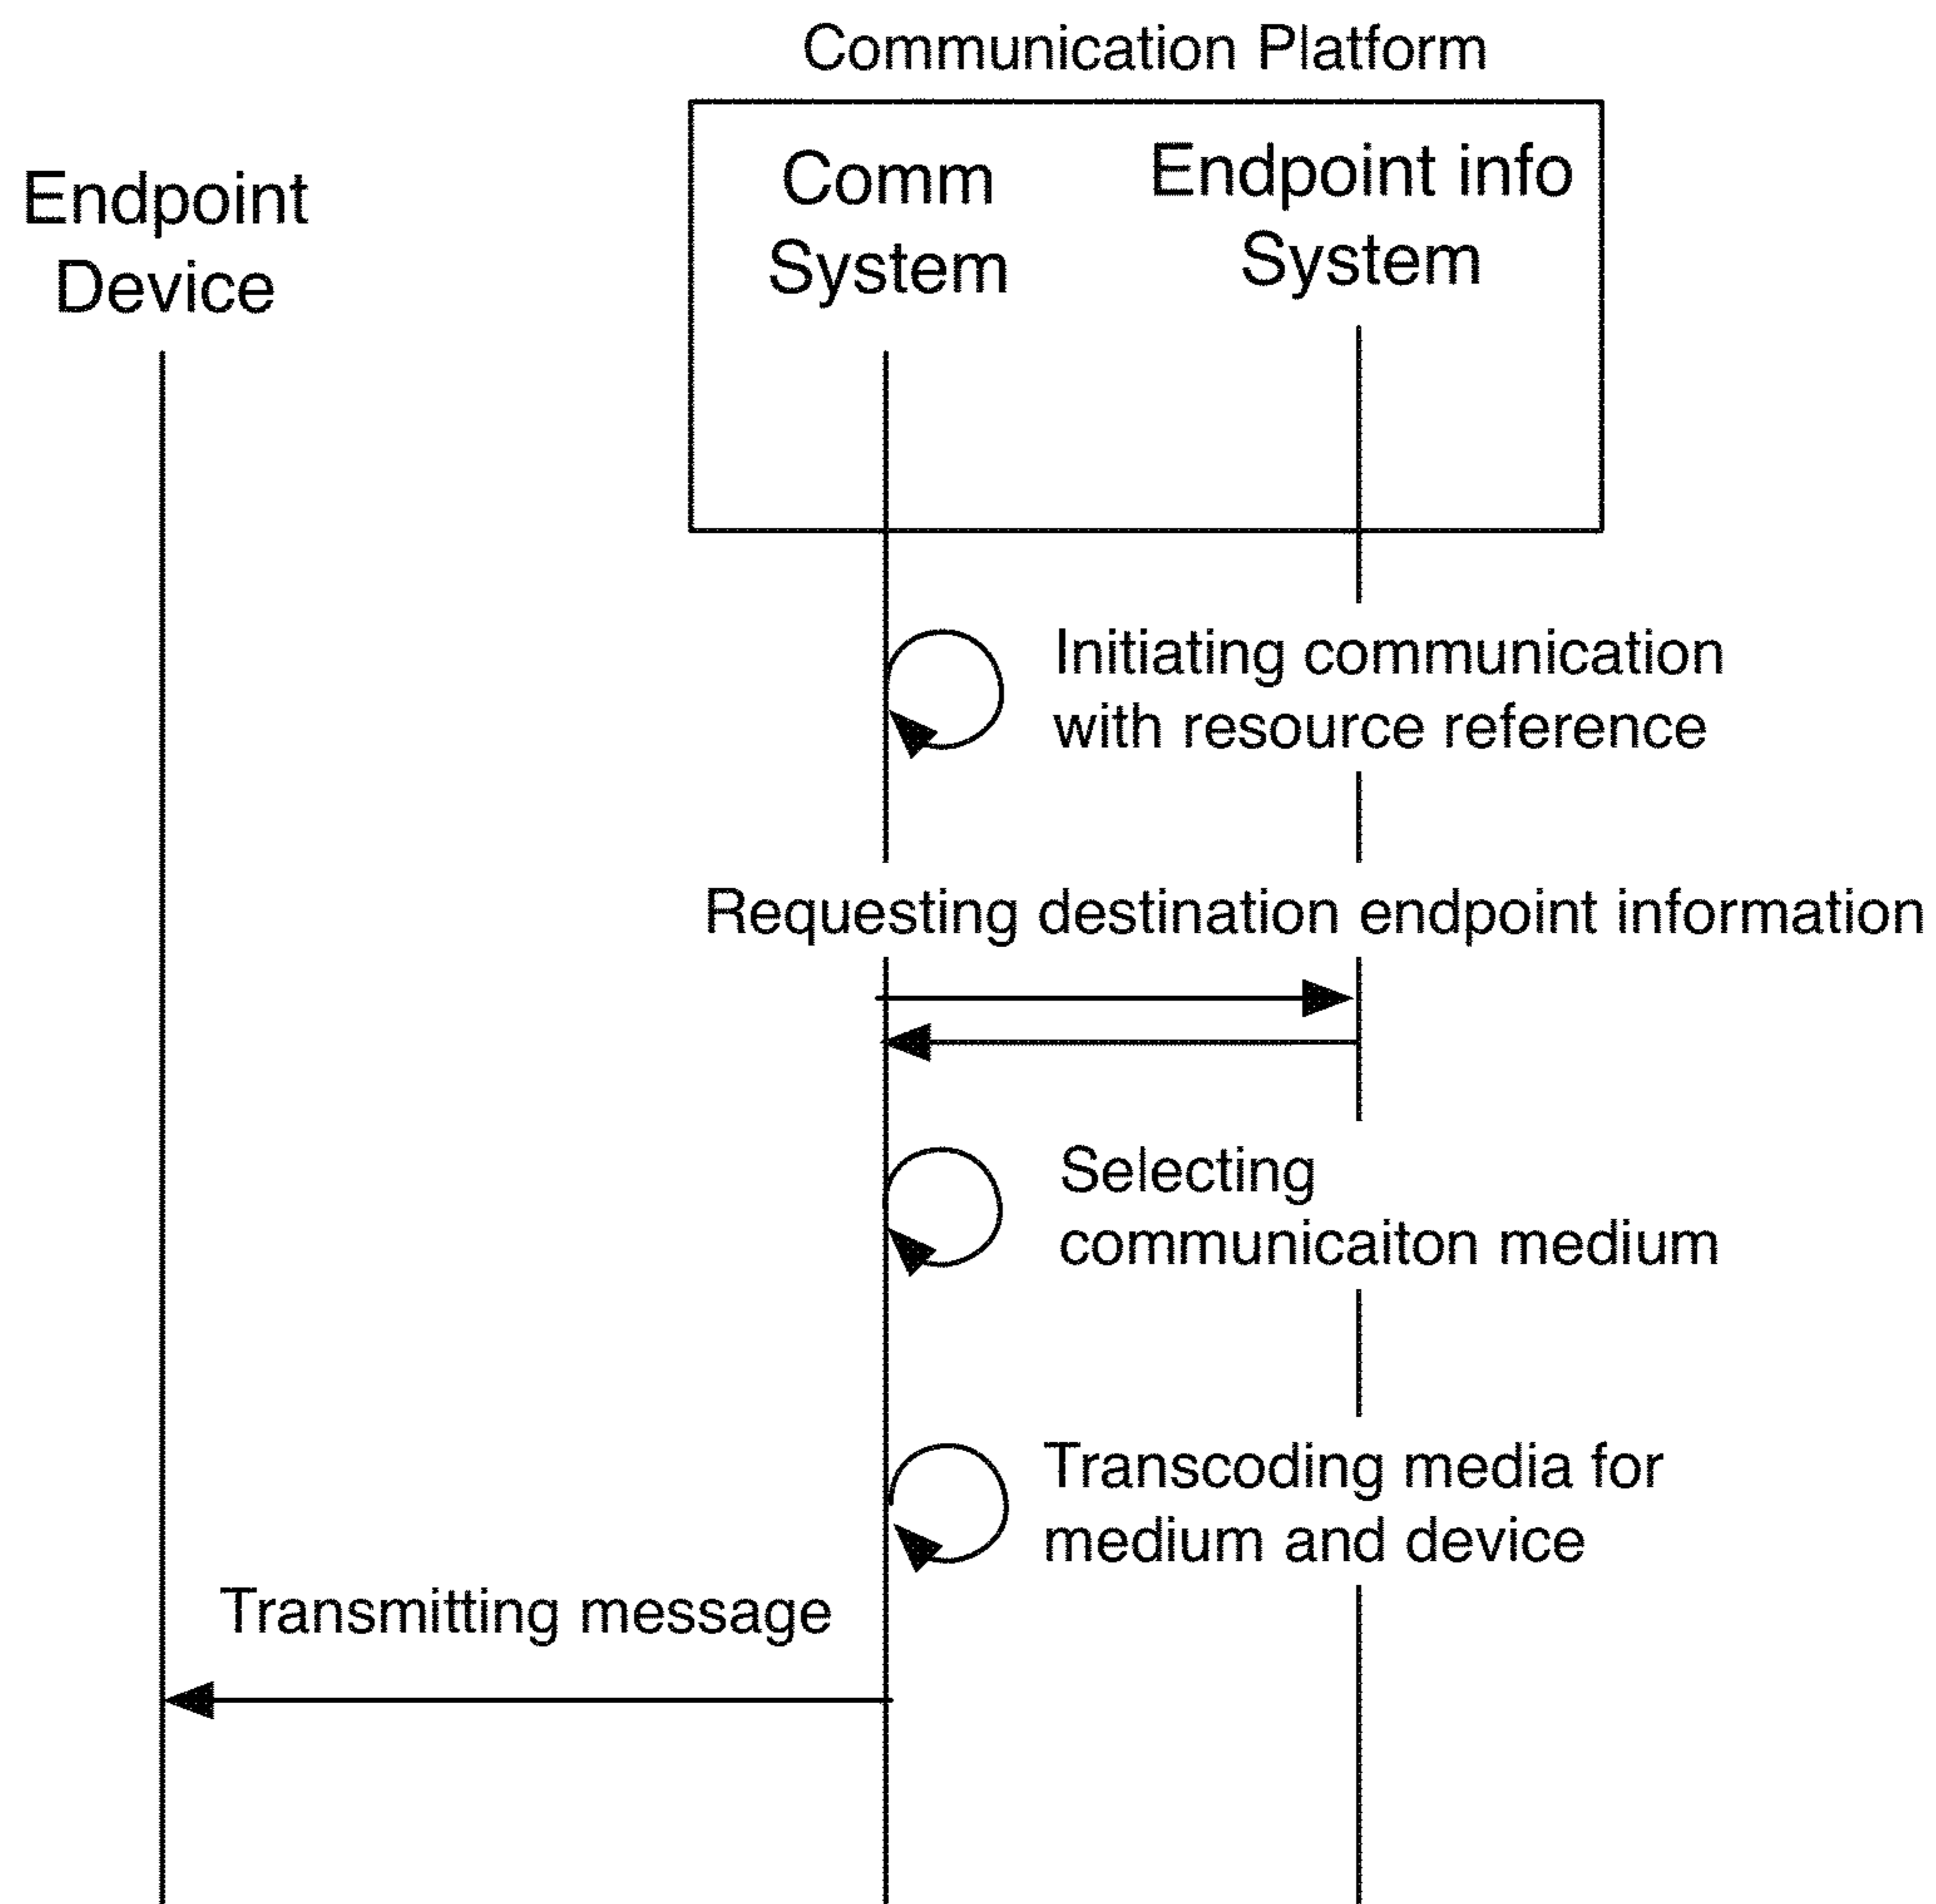 Communication Platform
Endpoint
Device
Comm
System
Endpoint info
System
Initiating communication
with resource reference
Requesting destination endpoint information
Selecting
communicaiton medium
Transcoding media for
medium and device
Transmitting message